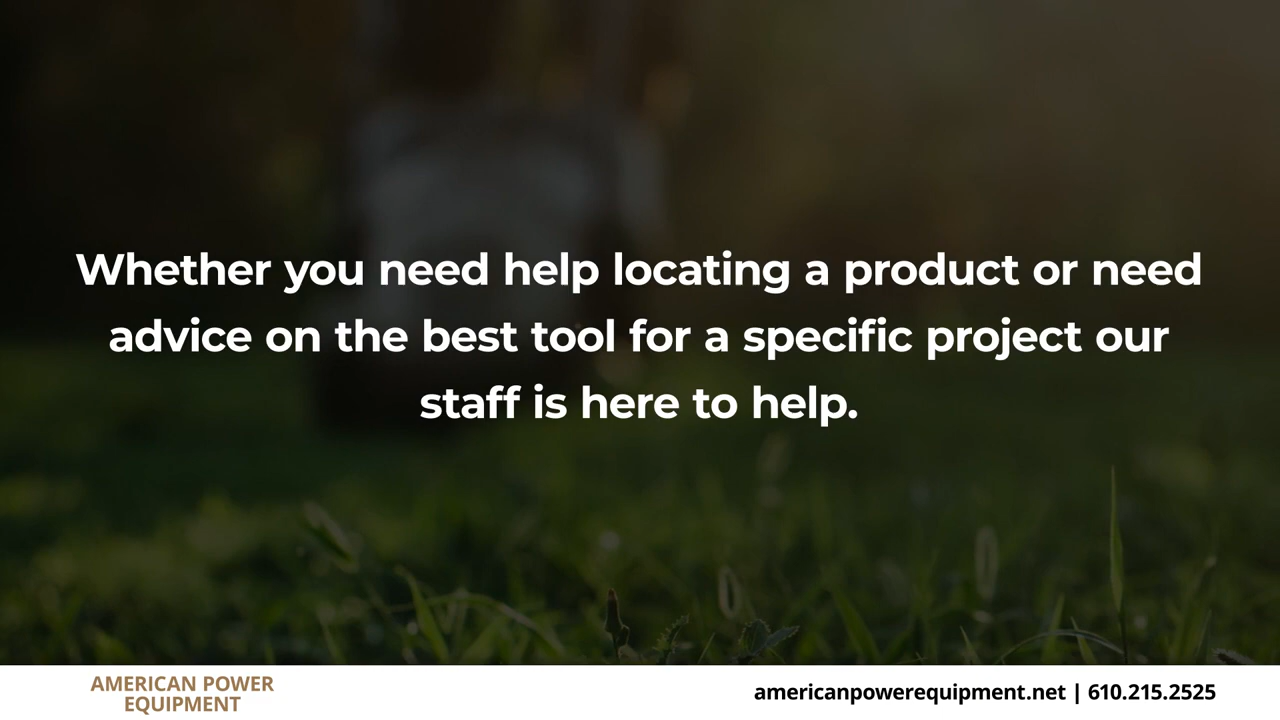 Whether you need help locating a product or need
advice on the best tool for a specific project our
staff is here to help.
AMERICAN POWER
EQUIPMENT
americanpowerequipment.net | 610.215.2525